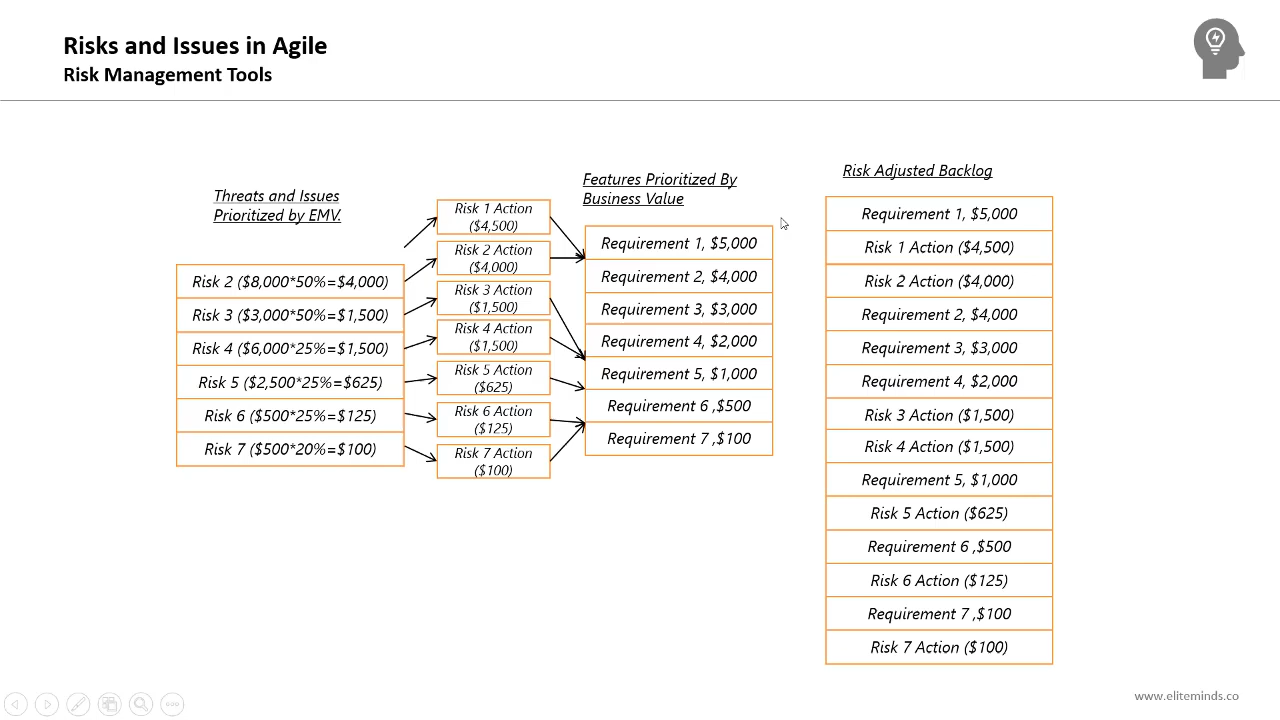 Risks and Issues in Agile
Risk Management Tools
Threats and Issues
Prioritized by EMV.
Risk 2 ($8,000*50%=$4,000)
Risk 3 ($3,000*50%=$1,500)
Risk 4 ($6,000*25%=$1,500)
Risk 5 ($2,500*25%=$625)
Risk 6 ($500*25%=$125)
Risk 7 ($500*20%=$100)
Risk 1 Action
($4,500)
Risk 2 Action
($4,000)
Risk 3 Action
($1,500)
Risk 4 Action
($1,500)
Risk 5 Action
($625)
Risk 6 Action
($125)
Risk 7 Action
($100)
Features Prioritized By
Business Value
Requirement 1, $5,000
Requirement 2, $4,000
Requirement 3, $3,000
Requirement 4, $2,000
Requirement 5, $1,000
Requirement 6 ,$500
Requirement 7 ,$100
Risk Adjusted Backlog
Requirement 1, $5,000
Risk 1 Action ($4,500)
Risk 2 Action ($4,000)
Requirement 2, $4,000
Requirement 3, $3,000
Requirement 4, $2,000
Risk 3 Action ($1,500)
Risk 4 Action ($1,500)
Requirement 5, $1,000
Risk 5 Action ($625)
Requirement 6 ,$500
Risk 6 Action ($125)
Requirement 7 ,$100
Risk 7 Action ($100)
www.eliteminds.co